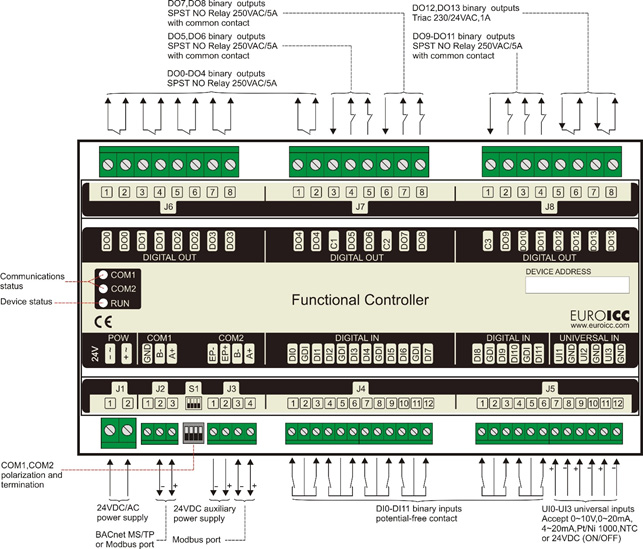 DO7,DO8 binary outputs
SPST NO Relay 250VAC/5A
with common contact
DO5,DO6 binary outputs
SPST NO Relay 250VAC/5A
with common contact
DO0-DO4 binary outputs
SPST NO Relay 250VAC/5A
DO12,DO13 binary outputs
Triac 230/24VAC,1A
DO9-DO11 binary outputs
SPST NO Relay 250VAC/5A
with common contact
1 2 3 4 5 6 7 8
J6
1 2 3 4 5 6 7 8
J7
1 2 3 4 5 6 7 8
J8
DO0 DO0 DO1 DO1 DO2 DO2 DO3 DO3
DIGITAL OUT
DO4 DO4 C1 DO5 DO6 C2 DO7 DO8
DIGITAL OUT
C3 DO9 DO10 DO11 DO12 DO12 DO13 DO13
DIGITAL OUT
Communications
status
Device status
COM1
COM2
RUN
CE
Functional Controller
DEVICE ADDRESS
EUROICC
www.euroicc.com
24V
POW
~ -
~ +
COM1
GND B- A+
COM2
EP- EP+ B- A+
DIGITAL IN
DI0 GDI DI1 DI2 GDI DI3 DI4 GDI DI5 DI6 GDI DI7
DIGITAL IN
DI8 GDI DI9 DI10 GDI DI11
UNIVERSAL IN
UI1 GND UI2 GND UI3 GND
J1
1 2
J2
1 2 3
S1
J3
1 2 3 4
J4
1 2 3 4 5 6 7 8 9 10 11 12
J5
1 2 3 4 5 6 7 8 9 10 11 12
COM1,COM2
polarization and
termination
24VDC/AC
power supply
BACnet MS/TP
or Modbus port
24VDC auxiliary
power supply
Modbus port
DI0-DI11 binary inputs
potential-free contact
UI0-UI3 universal inputs
Accept 0~10V,0~20mA,
4~20mA,Pt/Ni 1000,NTC
or 24VDC (ON/OFF)